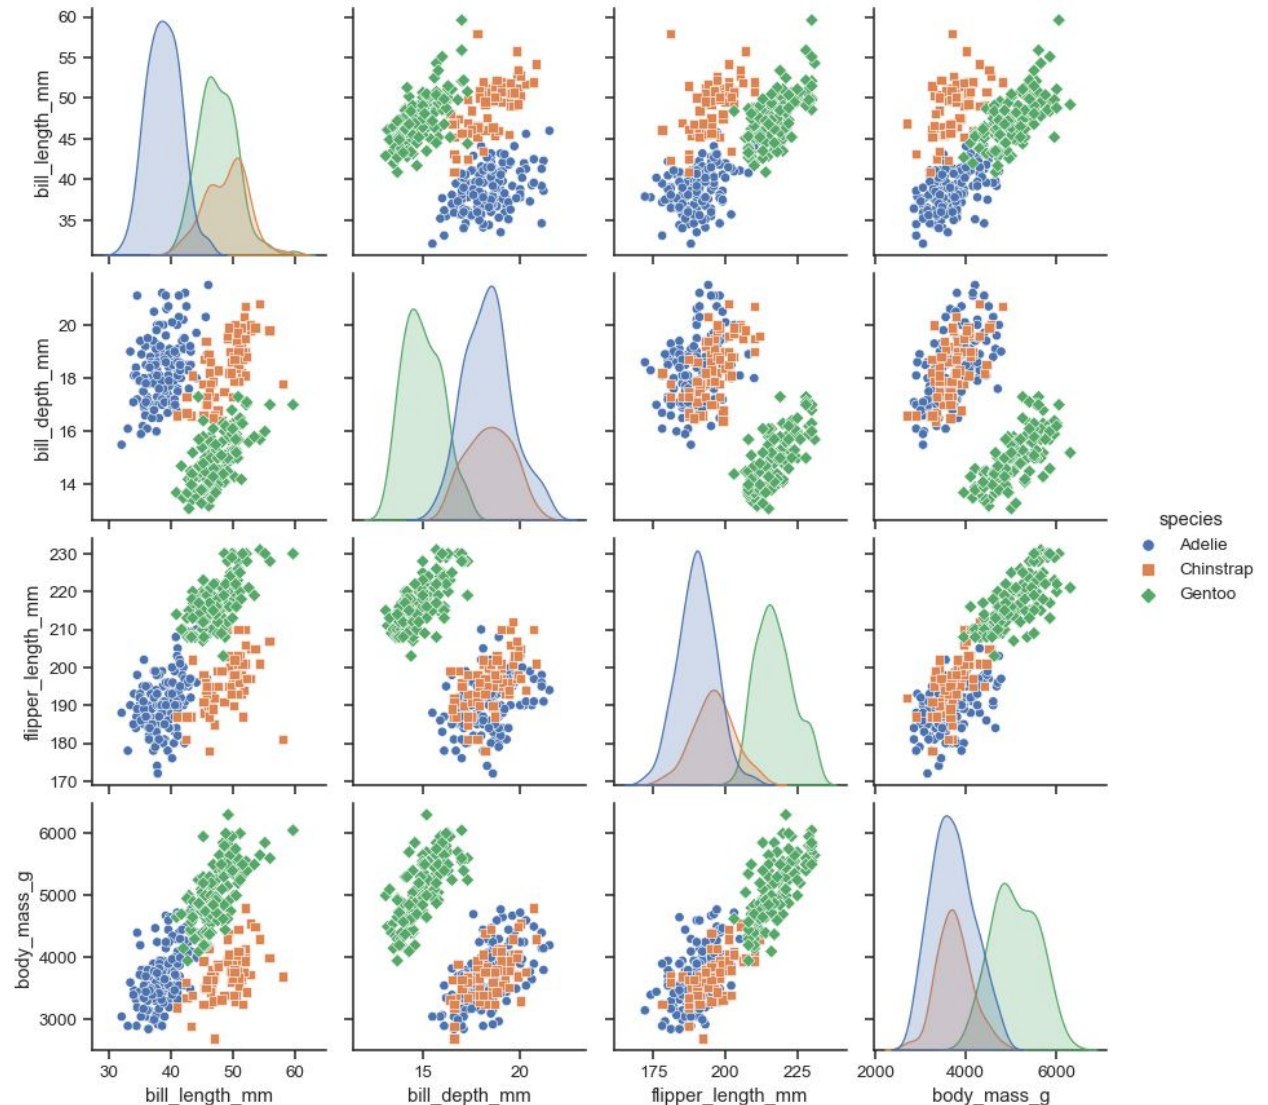 60
55
50
45
40
35
bill_length_mm
20
18
16
14
bill_depth_mm
species
Adelie
Chinstrap
Gentoo
230
220
210
200
190
180
170
flipper_length_mm
6000
5000
4000
3000
body_mass_g
30 40 50 60
15 20
175 200 225
2000 4000 6000
bill_length_mm bill_depth_mm flipper_length_mm body_mass_g